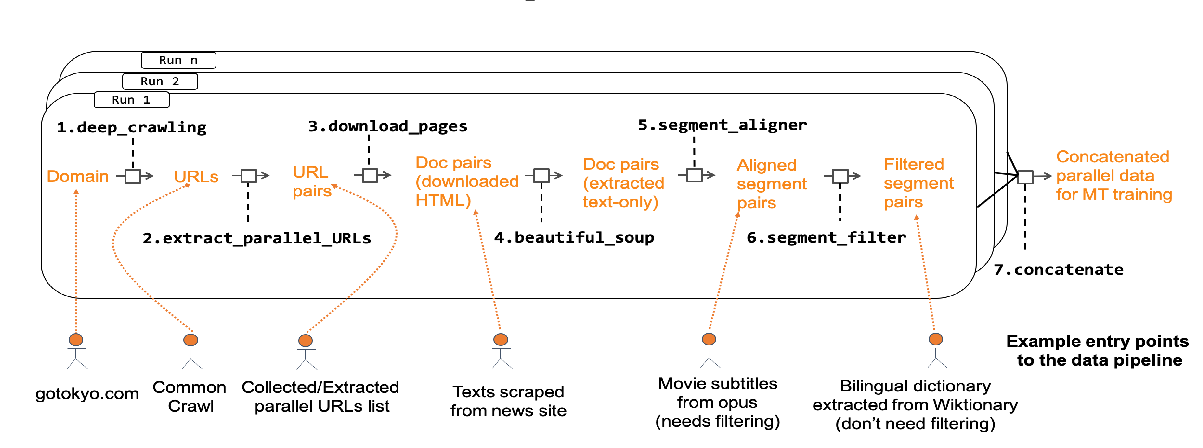 Run n
Run 2
Run 1
1.deep_crawling
3.download_pages
5.segment_aligner
Domain
URLs
URL
pairs
Doc pairs
(downloaded
HTML)
Doc pairs
(extracted
text-only)
Aligned
segment
pairs
Filtered
segment
pairs
Concatenated
parallel data
for MT training
2.extract_parallel_URLs
4.beautiful_soup
6.segment_filter
7.concatenate
Example entry points
to the data pipeline
gotokyo.com
Common
Crawl
Collected/Extracted
parallel URLs list
Texts scraped
from news site
Movie subtitles
from opus
(needs filtering)
Bilingual dictionary
extracted from Wiktionary
(don't need filtering)